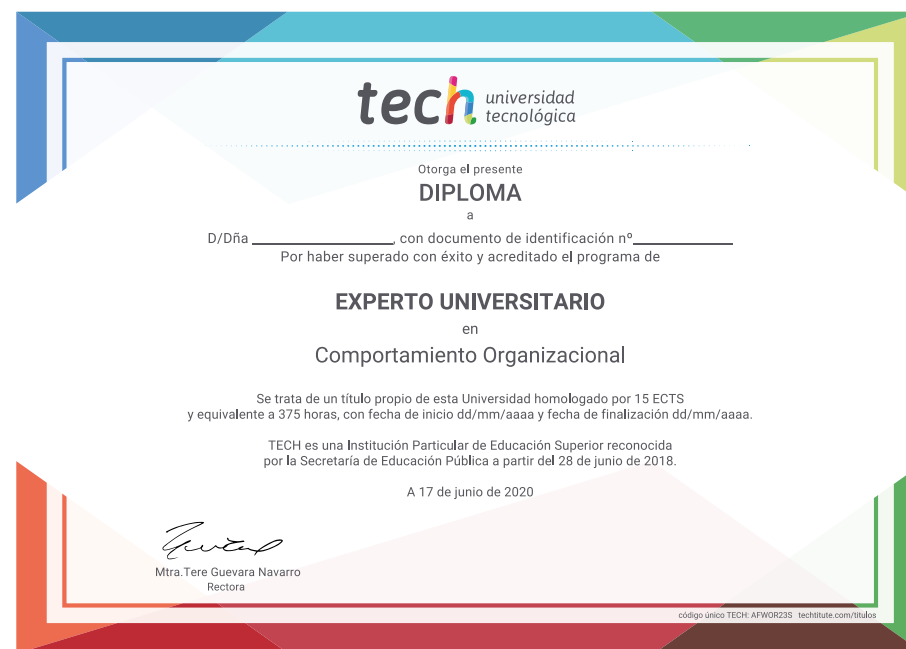 tech universidad
tecnológica
Otorga el presente
DIPLOMA
a
D/Dña ____________________, con documento de identificación nº______________
Por haber superado con éxito y acreditado el programa de
EXPERTO UNIVERSITARIO
en
Comportamiento Organizacional
Se trata de un título propio de esta Universidad homologado por 15 ECTS
y equivalente a 375 horas, con fecha de inicio dd/mm/aaaa y fecha de finalización dd/mm/aaaa.
TECH es una Institución Particular de Educación Superior reconocida
por la Secretaría de Educación Pública a partir del 28 de junio de 2018.
A 17 de junio de 2020
Mtra.Tere Guevara Navarro
Rectora
código único TECH: AFWOR23S techtitute.com/titulos